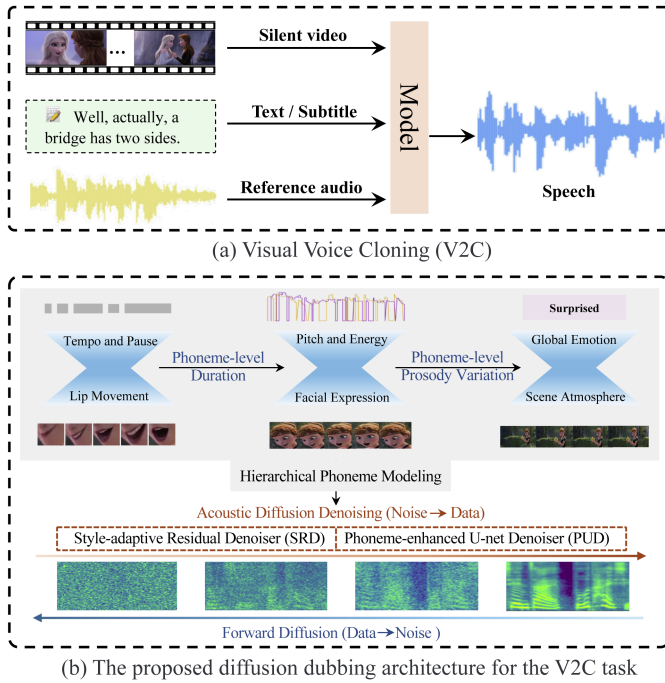 Silent video
...
Well, actually, a
bridge has two sides.
Text / Subtitle
Reference audio
Model
Speech
(a) Visual Voice Cloning (V2C)
Surprised
Tempo and Pause
Pitch and Energy
Global Emotion
Phoneme-level
Duration
Phoneme-level
Prosody Variation
Lip Movement
Facial Expression
Scene Atmosphere
Hierarchical Phoneme Modeling
Acoustic Diffusion Denoising (Noise→Data)
Style-adaptive Residual Denoiser (SRD)
Phoneme-enhanced U-net Denoiser (PUD)
Forward Diffusion (Data→Noise )
(b) The proposed diffusion dubbing architecture for the V2C task